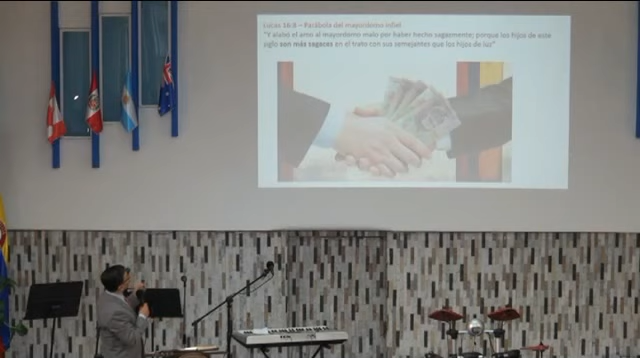 Lucas 16:8 – Parábola del mayordomo infiel
"Y alabó el amo al mayordomo malo por haber hecho sagazmente; porque los hijos de este
siglo son más sagaces en el trato con sus semejantes que los hijos de luz"